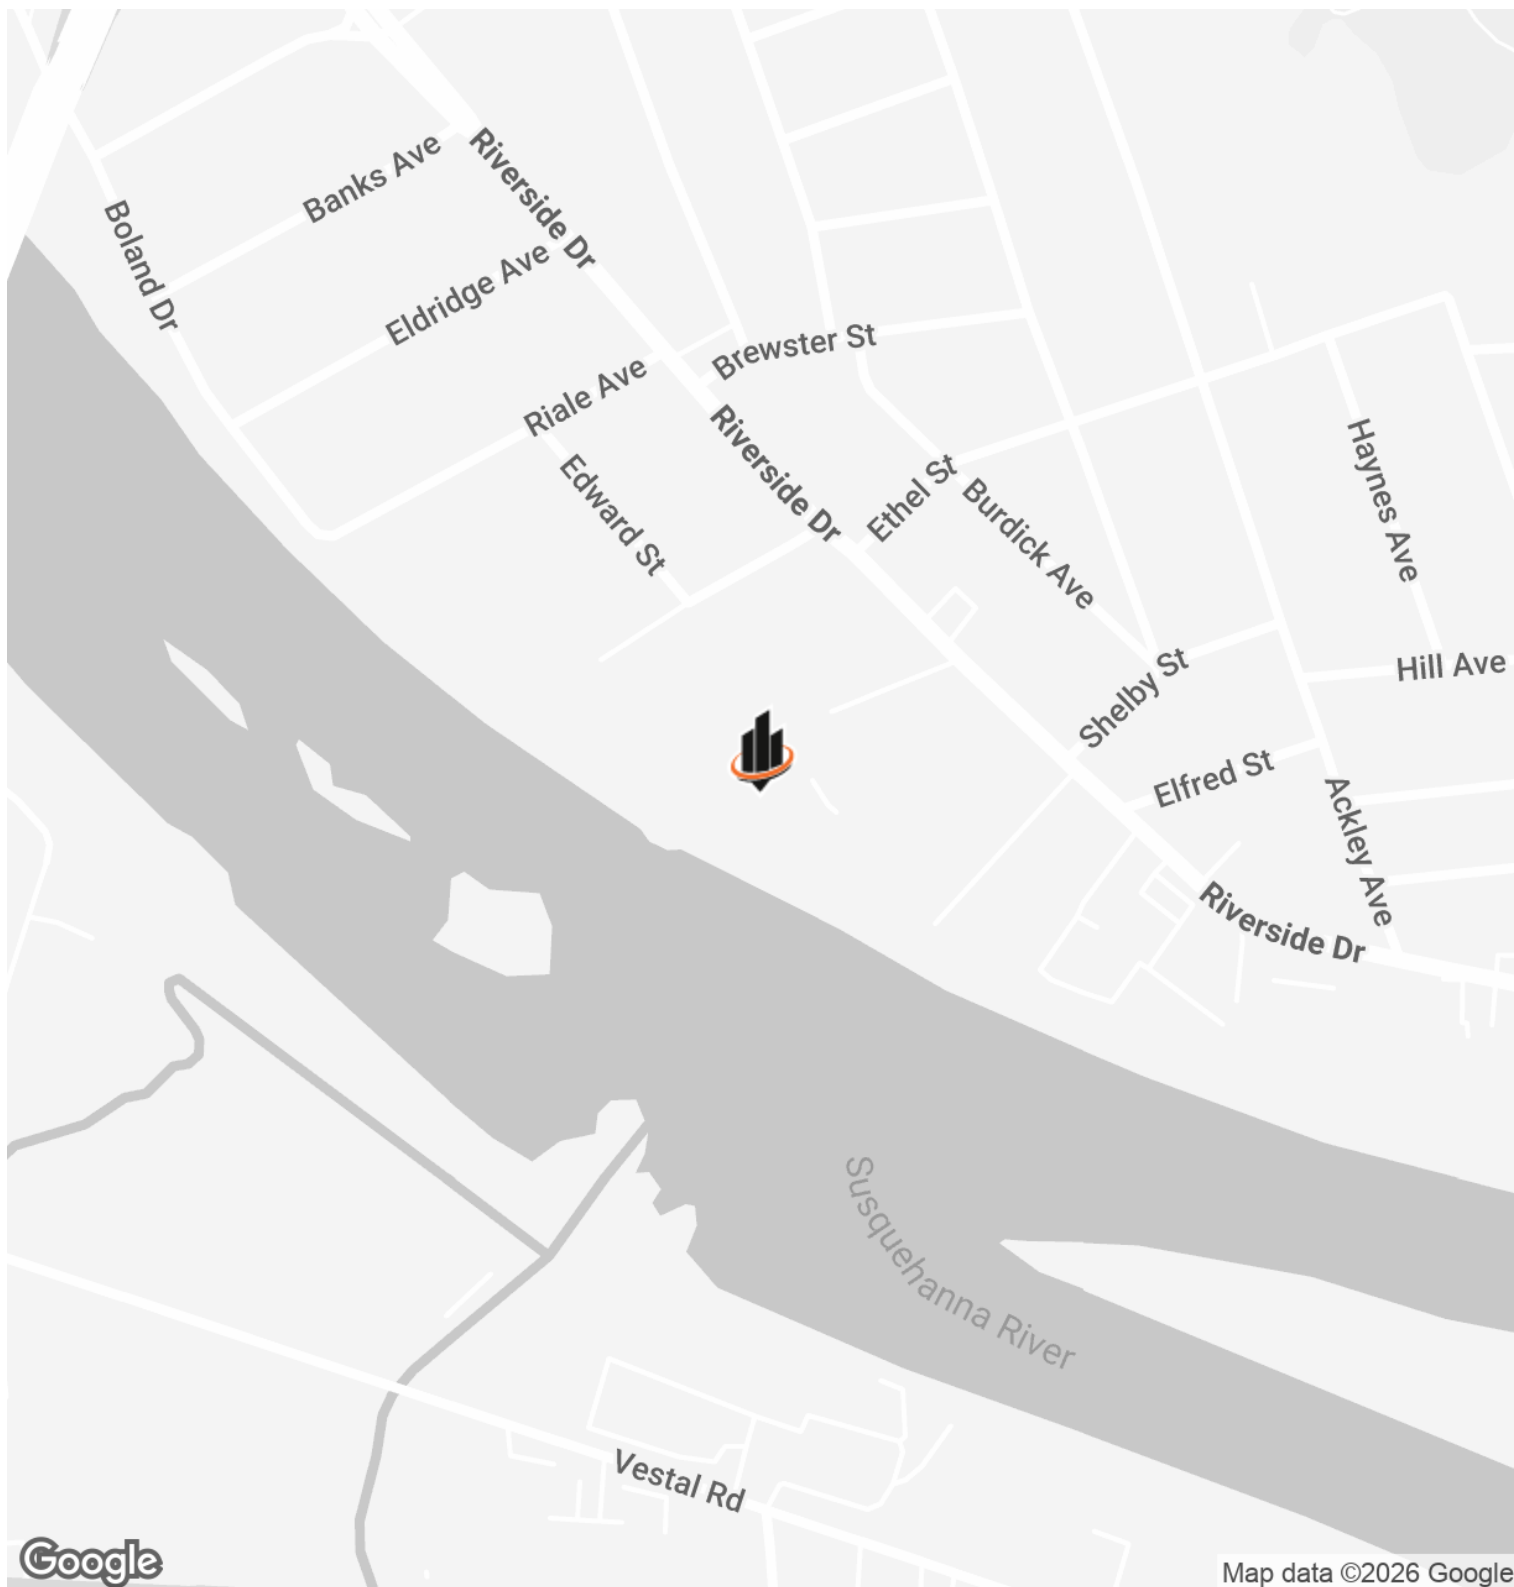 Banks Ave
Riverside Dr
Boland Dr
Eldridge Ave
Brewster St
Riale Ave
Riverside Dr
Edward St
Ethel St
Burdick Ave
Haynes Ave
Hill Ave
Shelby St
Elfred St
Ackley Ave
Riverside Dr
Susquehanna River
Vestal Rd
Google
Map data ©2026 Google